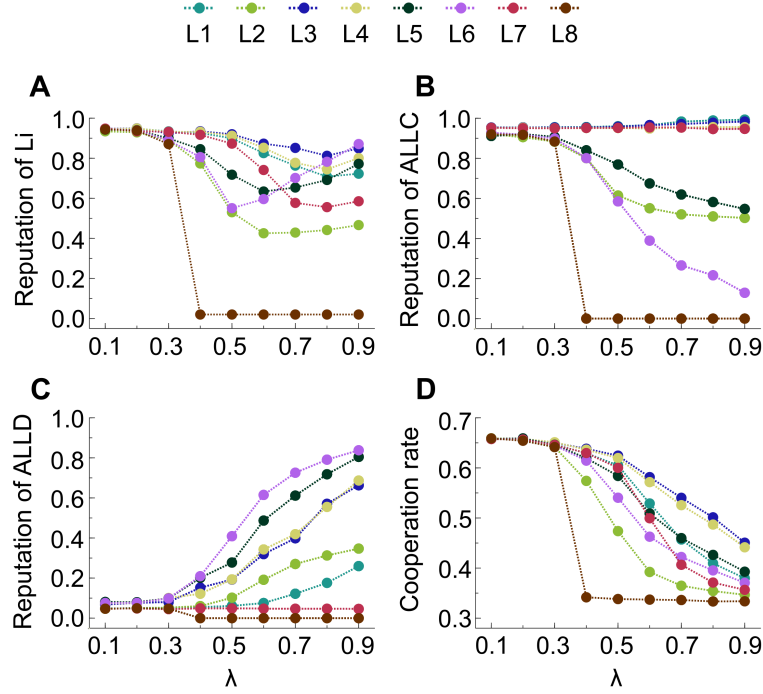 L1 L2 L3 L4 L5 L6 L7 L8
A
Reputation of Li
1.0
0.8
0.6
0.4
0.2
0.0
0.1 0.3 0.5 0.7 0.9
B
Reputation of ALLC
1.0
0.8
0.6
0.4
0.2
0.0
0.1 0.3 0.5 0.7 0.9
C
Reputation of ALLD
1.0
0.8
0.6
0.4
0.2
0.0
0.1 0.3 0.5 0.7 0.9
λ
D
Cooperation rate
0.7
0.6
0.5
0.4
0.3
0.1 0.3 0.5 0.7 0.9
λ